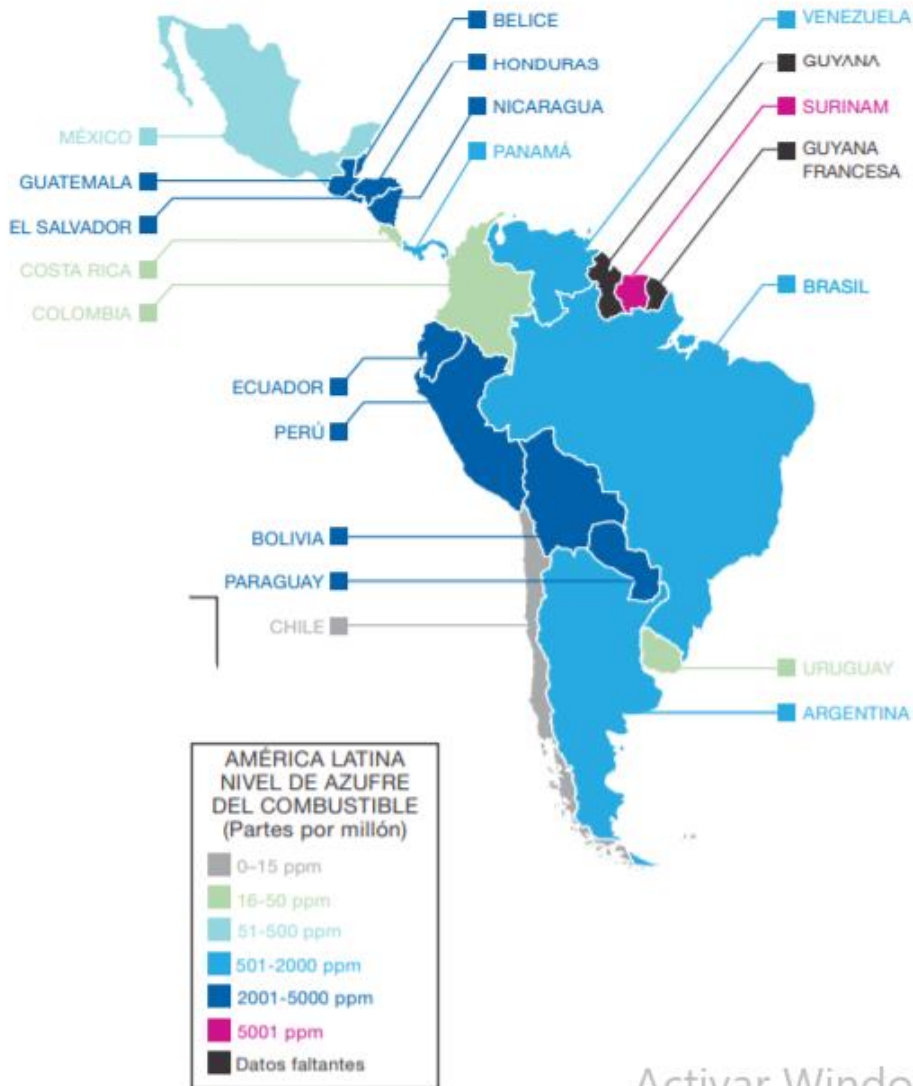 BELICE
HONDURAS
NICARAGUA
PANAMÁ
VENEZUELA
GUYANA
SURINAM
GUYANA
FRANCESA
MÉXICO
GUATEMALA
EL SALVADOR
COSTA RICA
COLOMBIA
BRASIL
ECUADOR
PERÚ
BOLIVIA
PARAGUAY
CHILE
URUGUAY
ARGENTINA
AMÉRICA LATINA
NIVEL DE AZUFRE
DEL COMBUSTIBLE
(Partes por millón)
0–15 ppm
16-50 ppm
51-500 ppm
501-2000 ppm
2001-5000 ppm
5001 ppm
Datos faltantes
Activar Windo